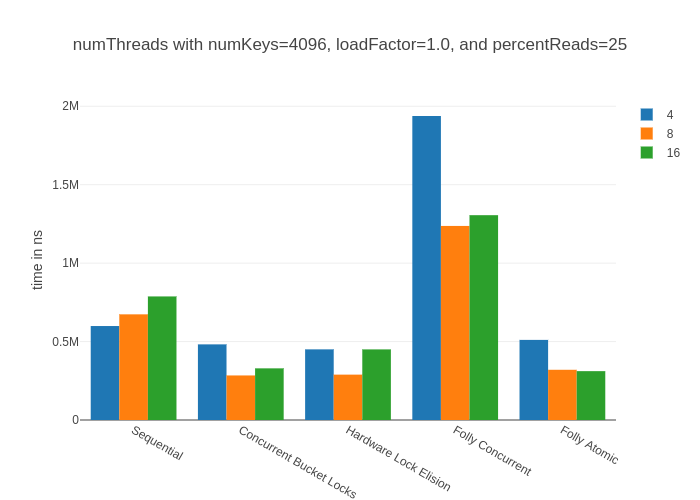 numThreads with numKeys=4096, loadFactor=1.0, and percentReads=25
2M
1.5M
1M
0.5M
0
time in ns
4
8
16
Sequential
Concurrent Bucket Locks
Hardware Lock Elision
Folly Concurrent
Folly Atomic